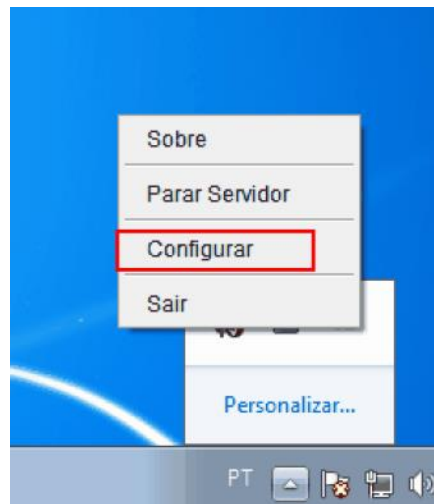 Sobre
Parar Servidor
Configurar
Sair
Personalizar...
PT